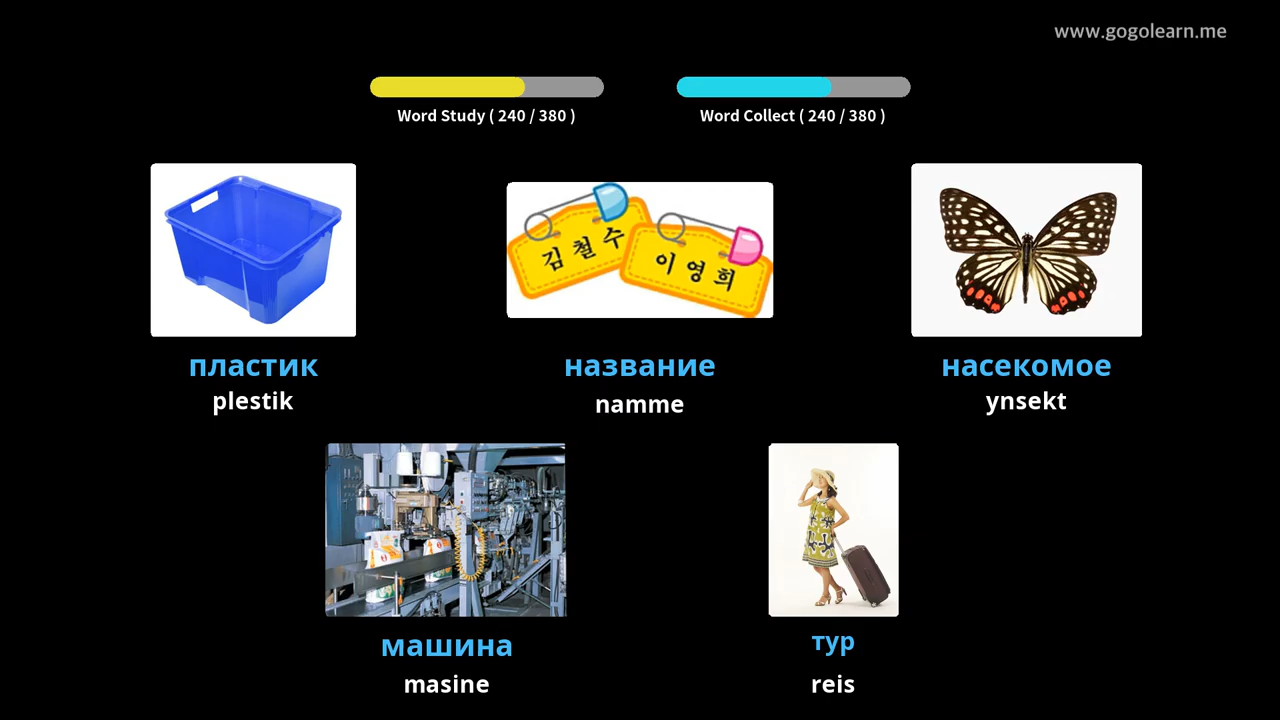 www.gogolearn.me
Word Study ( 240 / 380 )
Word Collect ( 240 / 380 )
김철수
이영희
пластик
plestik
название
namme
насекомое
ynsekt
машина
masine
тур
reis